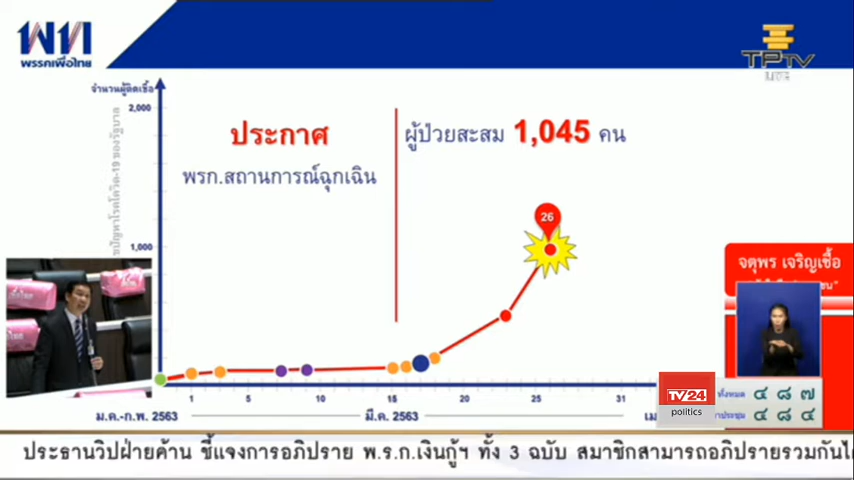 พท
พรรคเพื่อไทย
TPTV
จำนวนผู้ติดเชื้อ
2,000
1,000
ประกาศ
พรก.สถานการณ์ฉุกเฉิน
ผู้ป่วยสะสม 1,045 คน
26
1 5 10 15 20 25 31
ม.ค.-ก.พ. 2563 มี.ค. 2563
จตุพร เจริญเชื้อ
TV24
politics
ทั้งหมด ๔๘๗
๔๘๔
ประธานวิปฝ่ายค้าน ชี้แจงการอภิปราย พ.ร.ก.เงินกู้ฯ ทั้ง 3 ฉบับ สมาชิกสามารถอภิปรายรวมกันได้